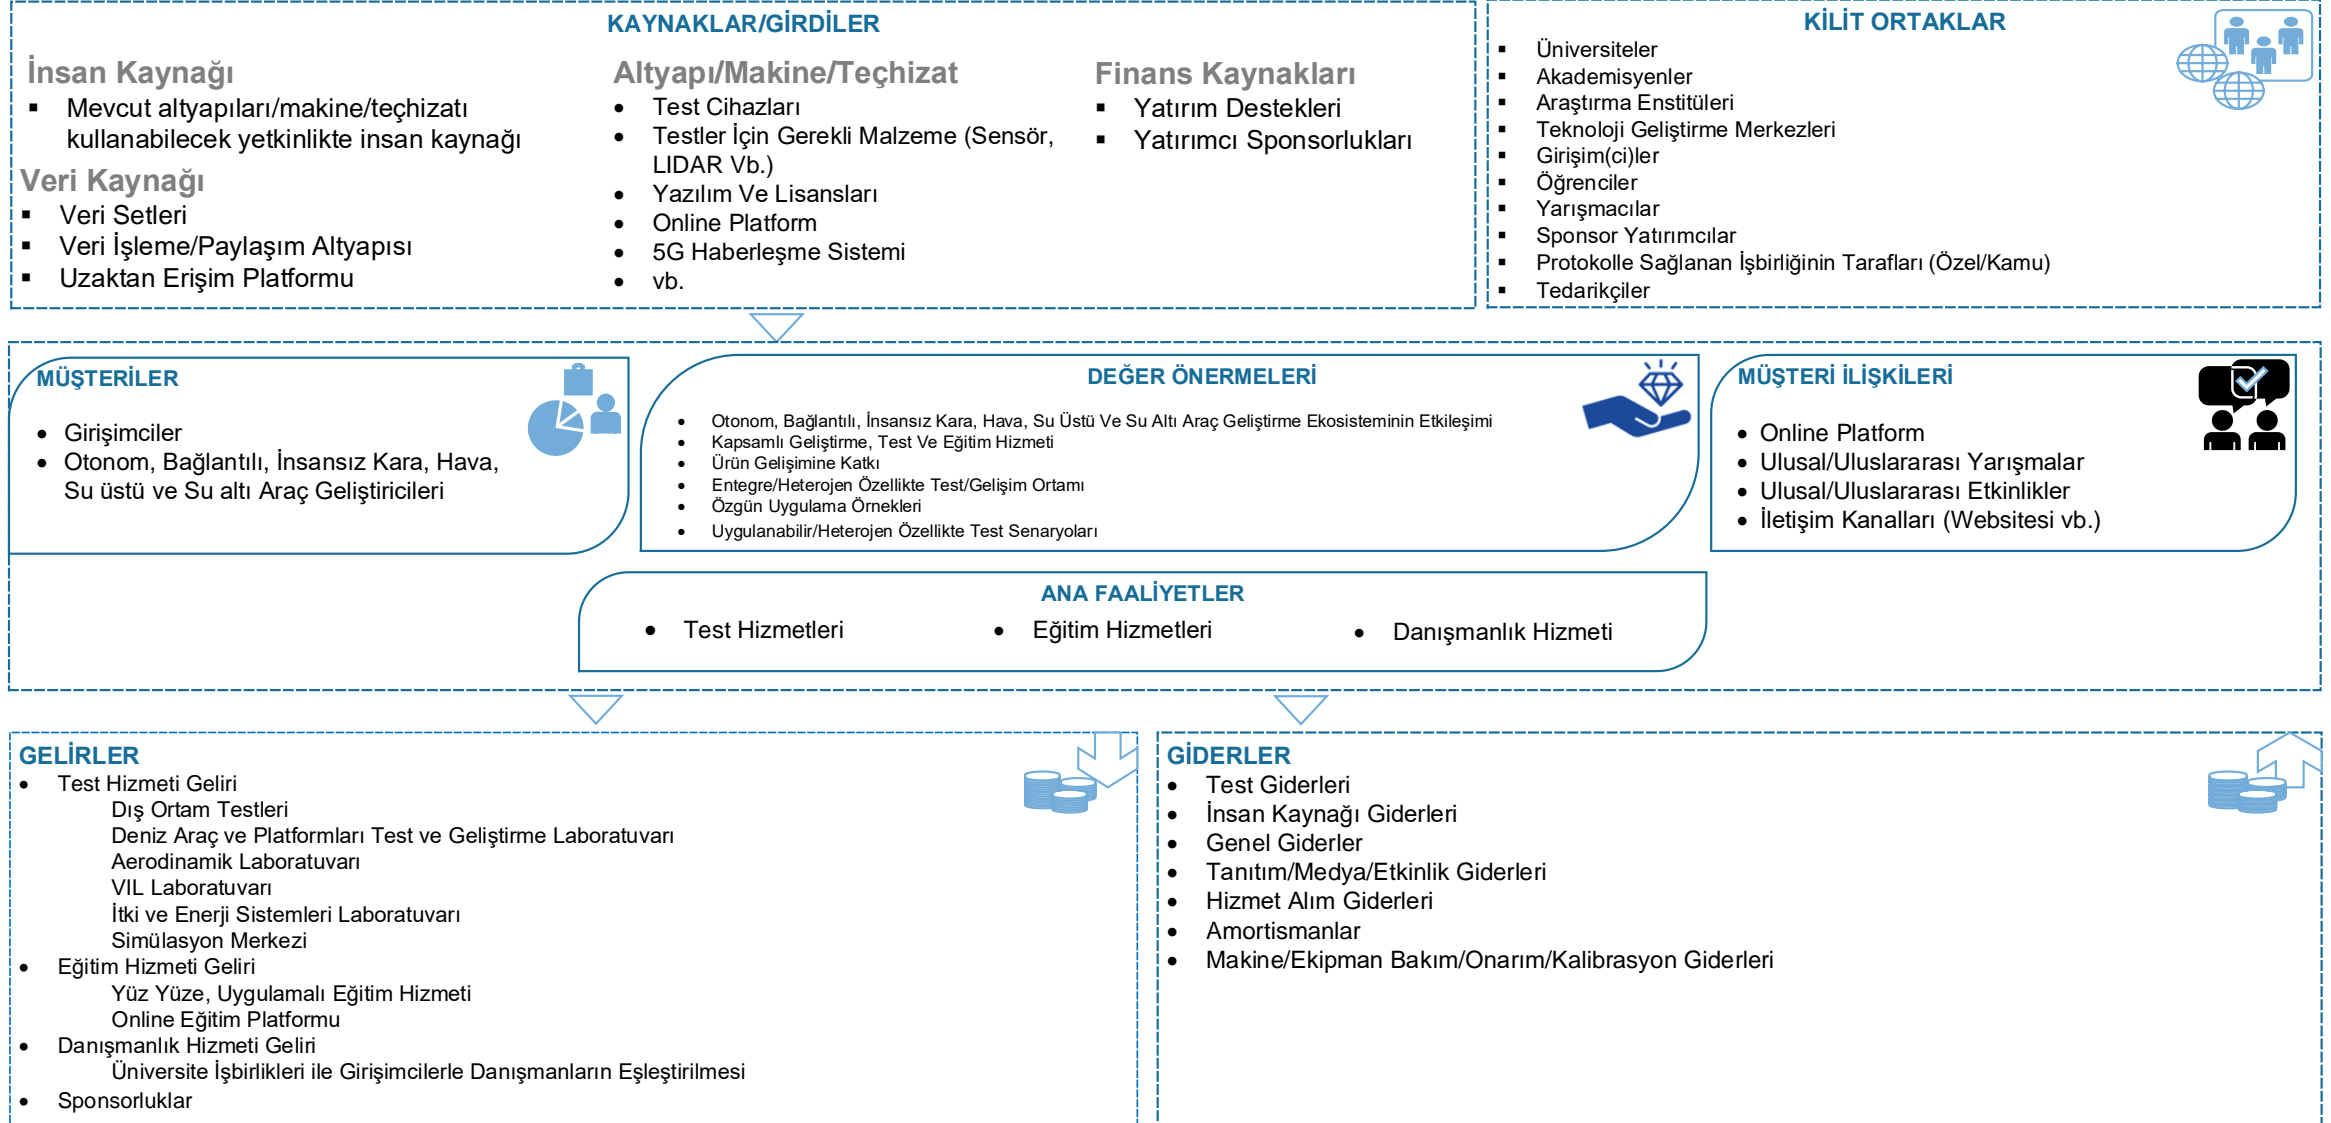 KAYNAKLAR/GİRDİLER
İnsan Kaynağı
▪ Mevcut altyapıları/makine/teçhizatı
kullanabilecek yetkinlikte insan kaynağı
Veri Kaynağı
▪ Veri Setleri
▪ Veri İşleme/Paylaşım Altyapısı
▪ Uzaktan Erişim Platformu
Altyapı/Makine/Teçhizat
• Test Cihazları
• Testler İçin Gerekli Malzeme (Sensör,
LIDAR Vb.)
• Yazılım Ve Lisansları
• Online Platform
• 5G Haberleşme Sistemi
• vb.
Finans Kaynakları
▪ Yatırım Destekleri
▪ Yatırımcı Sponsorlukları
KİLİT ORTAKLAR
▪ Üniversiteler
▪ Akademisyenler
▪ Araştırma Enstitüleri
▪ Teknoloji Geliştirme Merkezleri
▪ Girişim(ci)ler
▪ Öğrenciler
▪ Yarışmacılar
▪ Sponsor Yatırımcılar
▪ Protokolle Sağlanan İşbirliğinin Tarafları (Özel/Kamu)
▪ Tedarikçiler
MÜŞTERİLER
• Girişimciler
• Otonom, Bağlantılı, İnsansız Kara, Hava,
Su üstü ve Su altı Araç Geliştiricileri
DEĞER ÖNERMELERİ
• Otonom, Bağlantılı, İnsansız Kara, Hava, Su Üstü Ve Su Altı Araç Geliştirme Ekosisteminin Etkileşimi
• Kapsamlı Geliştirme, Test Ve Eğitim Hizmeti
• Ürün Gelişimine Katkı
• Entegre/Heterojen Özellikte Test/Gelişim Ortamı
• Özgün Uygulama Örnekleri
• Uygulanabilir/Heterojen Özellikte Test Senaryoları
MÜŞTERİ İLİŞKİLERİ
• Online Platform
• Ulusal/Uluslararası Yarışmalar
• Ulusal/Uluslararası Etkinlikler
• İletişim Kanalları (Websitesi vb.)
ANA FAALİYETLER
• Test Hizmetleri • Eğitim Hizmetleri • Danışmanlık Hizmeti
GELİRLER
• Test Hizmeti Geliri
Dış Ortam Testleri
Deniz Araç ve Platformları Test ve Geliştirme Laboratuvarı
Aerodinamik Laboratuvarı
VIL Laboratuvarı
İtki ve Enerji Sistemleri Laboratuvarı
Simülasyon Merkezi
• Eğitim Hizmeti Geliri
Yüz Yüze, Uygulamalı Eğitim Hizmeti
Online Eğitim Platformu
• Danışmanlık Hizmeti Geliri
Üniversite İşbirlikleri ile Girişimcilerle Danışmanların Eşleştirilmesi
• Sponsorluklar
GİDERLER
• Test Giderleri
• İnsan Kaynağı Giderleri
• Genel Giderler
• Tanıtım/Medya/Etkinlik Giderleri
• Hizmet Alım Giderleri
• Amortismanlar
• Makine/Ekipman Bakım/Onarım/Kalibrasyon Giderleri